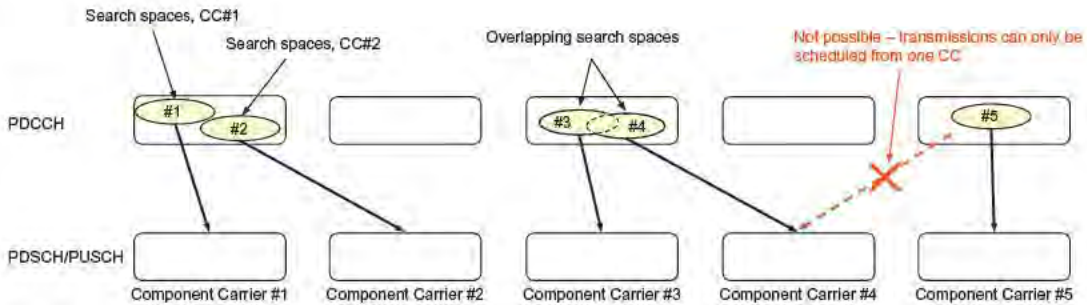 Search spaces, CC#1
Search spaces, CC#2
Overlapping search spaces
Not possible – transmissions can only be
scheduled from one CC
PDCCH
#1
#2
#3
#4
#5
PDSCH/PUSCH
Component Carrier #1
Component Carrier #2
Component Carrier #3
Component Carrier #4
Component Carrier #5